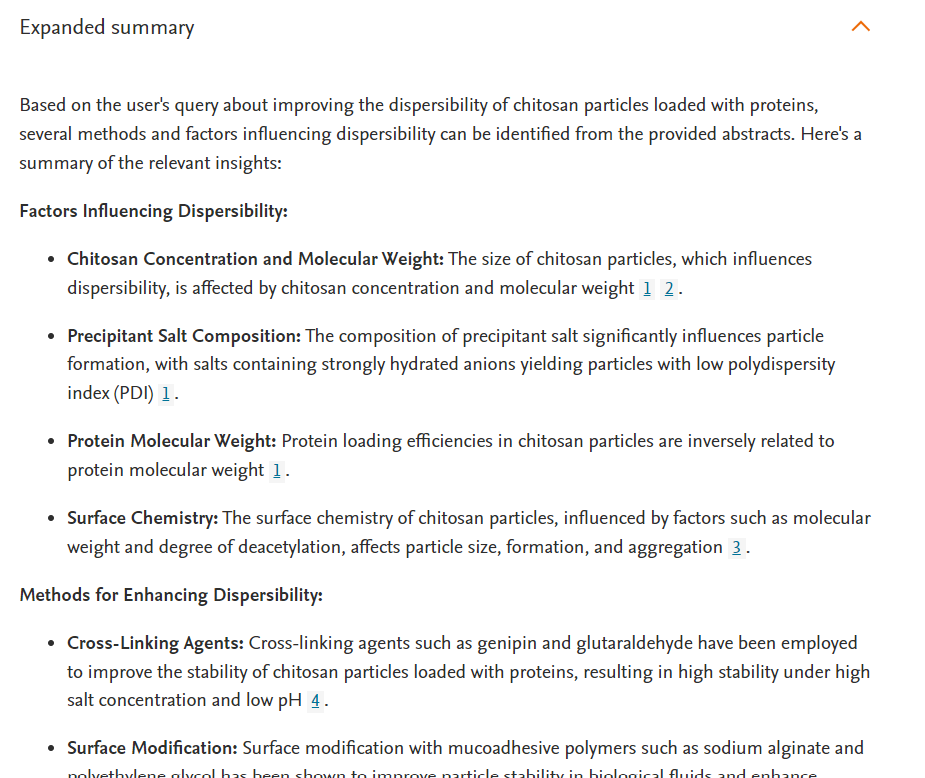 Expanded summary
Based on the user's query about improving the dispersibility of chitosan particles loaded with proteins,
several methods and factors influencing dispersibility can be identified from the provided abstracts. Here's a
summary of the relevant insights:
Factors Influencing Dispersibility:
• Chitosan Concentration and Molecular Weight: The size of chitosan particles, which influences
dispersibility, is affected by chitosan concentration and molecular weight 1 2 .
• Precipitant Salt Composition: The composition of precipitant salt significantly influences particle
formation, with salts containing strongly hydrated anions yielding particles with low polydispersity
index (PDI) 1 .
• Protein Molecular Weight: Protein loading efficiencies in chitosan particles are inversely related to
protein molecular weight 1 .
• Surface Chemistry: The surface chemistry of chitosan particles, influenced by factors such as molecular
weight and degree of deacetylation, affects particle size, formation, and aggregation 3 .
Methods for Enhancing Dispersibility:
• Cross-Linking Agents: Cross-linking agents such as genipin and glutaraldehyde have been employed
to improve the stability of chitosan particles loaded with proteins, resulting in high stability under high
salt concentration and low pH 4 .
• Surface Modification: Surface modification with mucoadhesive polymers such as sodium alginate and
polyethylene glycol has been shown to improve particle stability in biological fluids and enhance